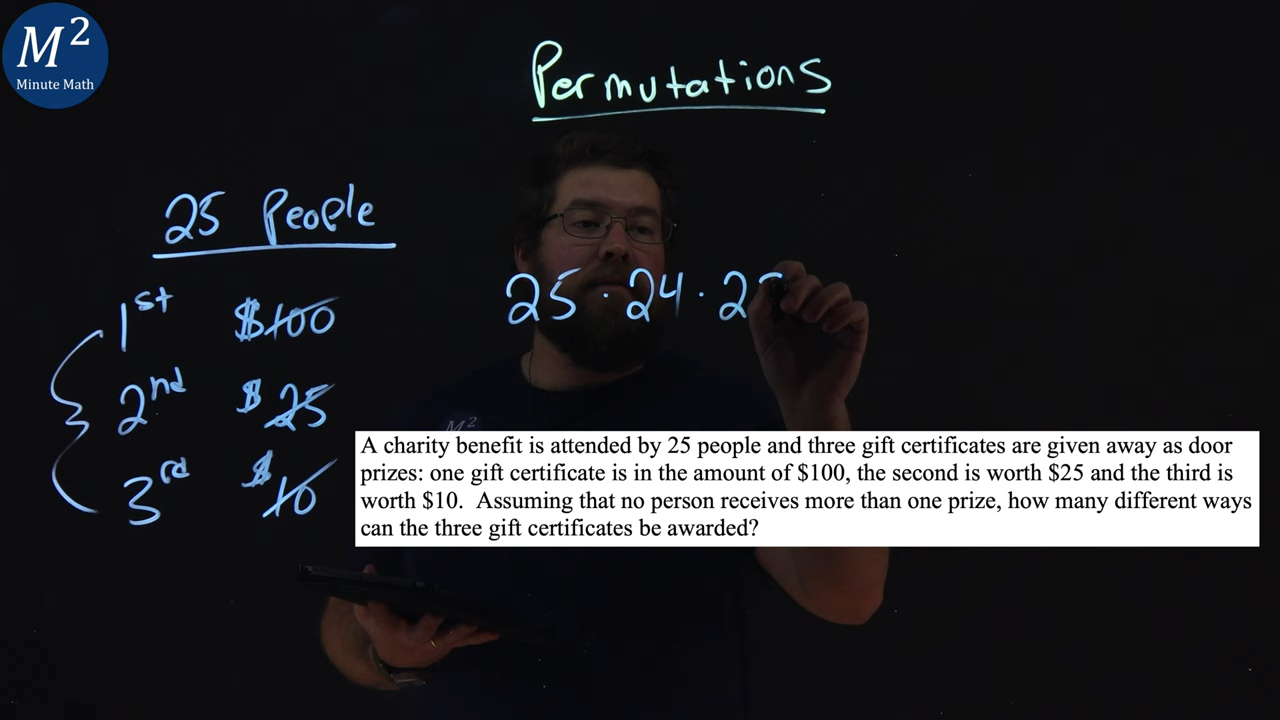 M²
Minute Math
Permutations
25 People
1st $100
2nd $25
3rd $10
25 · 24 · 2
M²
A charity benefit is attended by 25 people and three gift certificates are given away as door
prizes: one gift certificate is in the amount of $100, the second is worth $25 and the third is
worth $10. Assuming that no person receives more than one prize, how many different ways
can the three gift certificates be awarded?